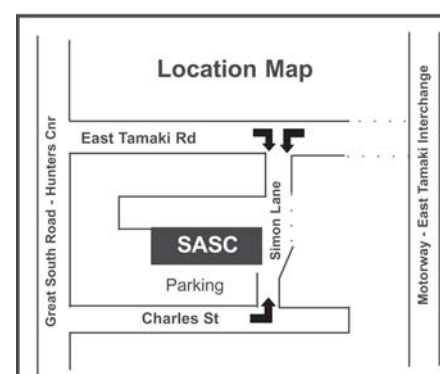 Location Map
East Tamaki Rd
Great South Road - Hunters Cnr
Simon Lane
SASC
Parking
Charles St
Motorway - East Tamaki Interchange